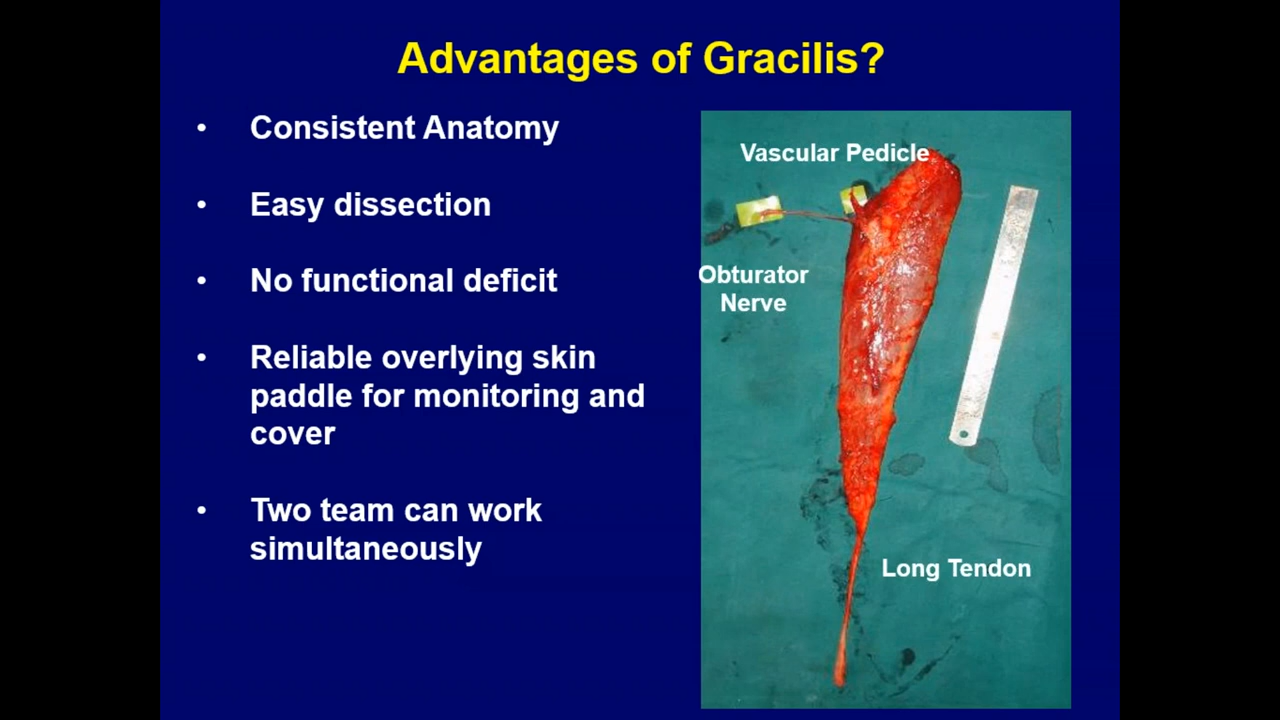 Advantages of Gracilis?
• Consistent Anatomy
• Easy dissection
• No functional deficit
• Reliable overlying skin
paddle for monitoring and
cover
• Two team can work
simultaneously
Vascular Pedicle
Obturator
Nerve
Long Tendon